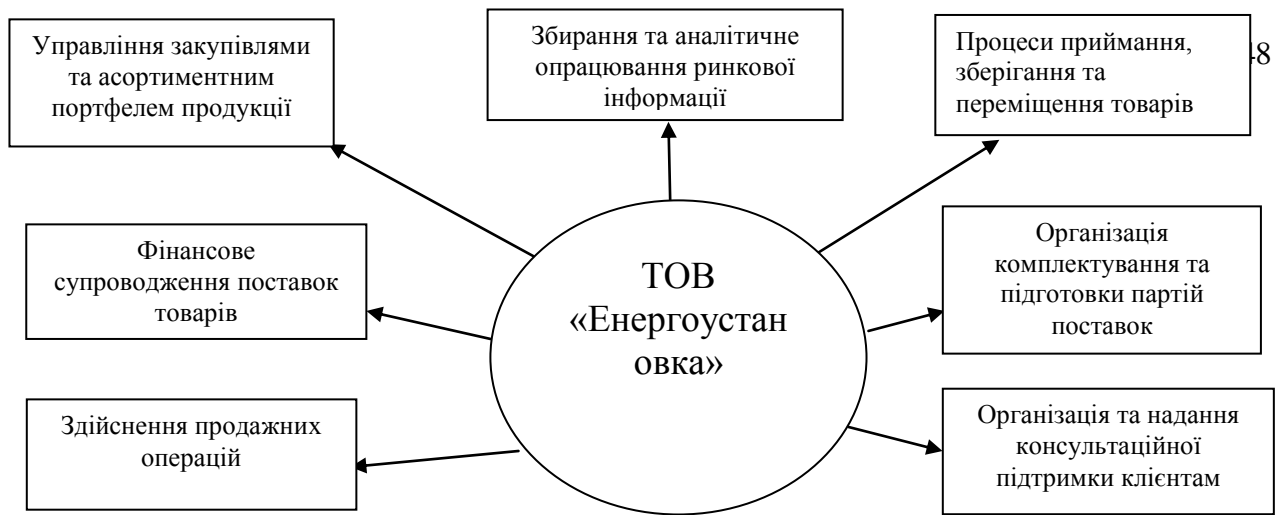 Управління закупівлями
та асортиментним
портфелем продукції
Збирання та аналітичне
опрацювання ринкової
інформації
Процеси приймання,
зберігання та
переміщення товарів
48
Фінансове
супроводження поставок
товарів
ТОВ
«Енергоустан
овка»
Організація
комплектування та
підготовки партій
поставок
Здійснення продажних
операцій
Організація та надання
консультаційної
підтримки клієнтам